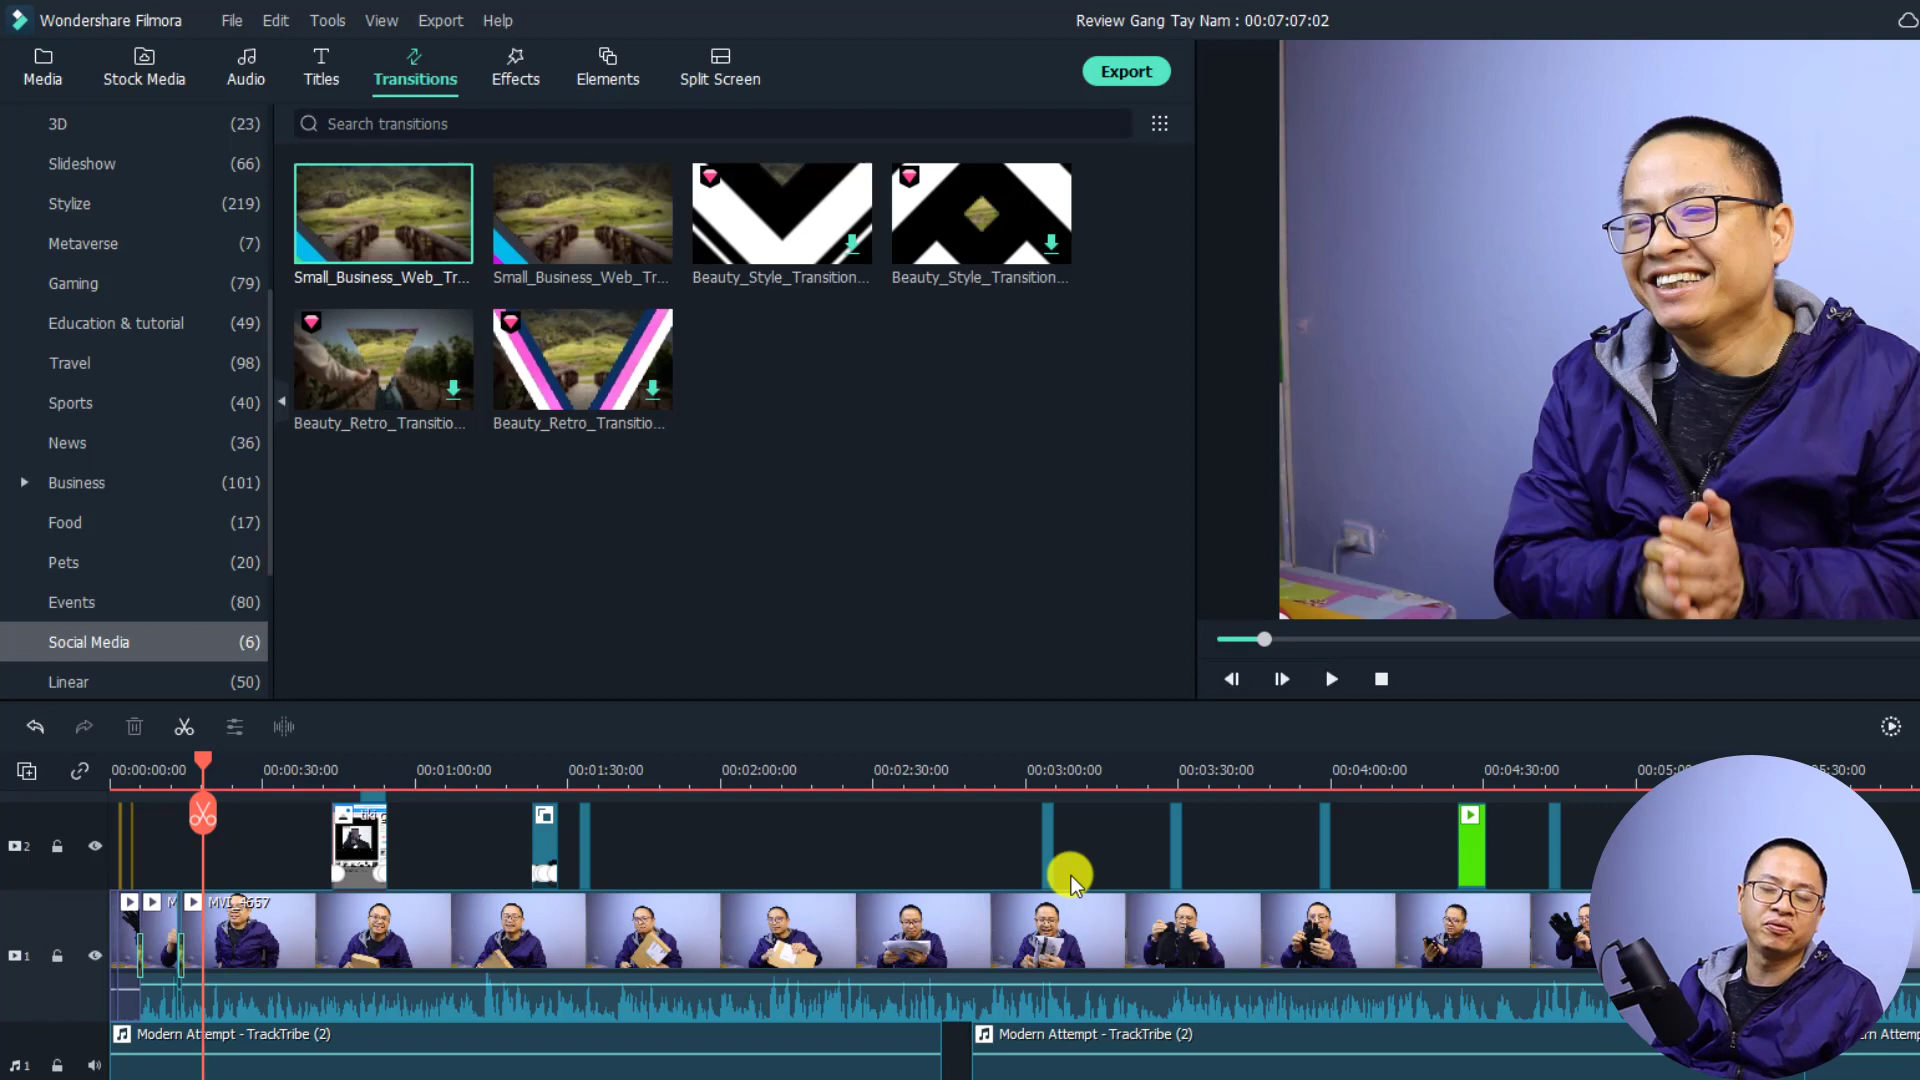 Wondershare Filmora File Edit Tools View Export Help Review Gang Tay Nam : 00:07:07:02
Media Stock Media Audio Titles Transitions Effects Elements Split Screen Export
Search transitions
3D (23)
Slideshow (66)
Stylize (219)
Metaverse (7)
Gaming (79)
Education & tutorial (49)
Travel (98)
Sports (40)
News (36)
Business (101)
Food (17)
Pets (20)
Events (80)
Social Media (6)
Linear (50)
Small_Business_Web_Tr... Small_Business_Web_Tr... Beauty_Style_Transition... Beauty_Style_Transition...
Beauty_Retro_Transitio... Beauty_Retro_Transitio...
00:00:00:00 00:00:30:00 00:01:00:00 00:01:30:00 00:02:00:00 00:02:30:00 00:03:00:00 00:03:30:00 00:04:00:00 00:04:30:00 00:05:0 5:30:00
2
1 M MVI_4657
Modern Attempt - TrackTribe (2) Modern Attempt - TrackTribe (2) ern Attemp
1